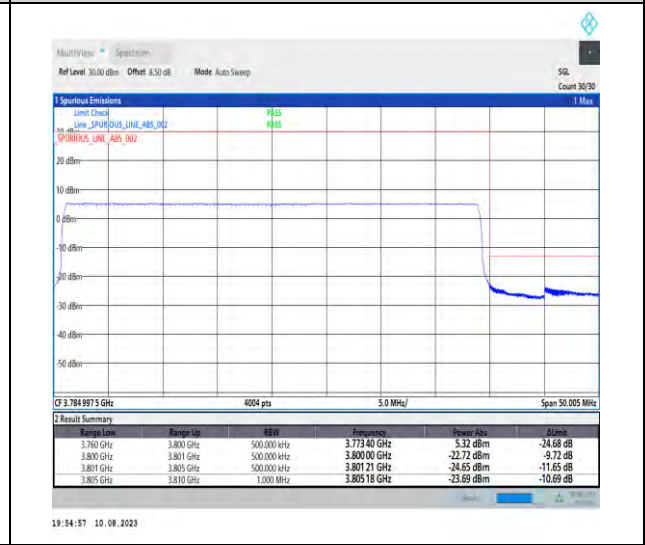 MultiView Spectrum
Ref Level 30.00 dBm Offset 8.50 dB Mode Auto Sweep SGL
Count 30/30
1 Spurious Emissions 1 Max
Limit Check PASS
Line _SPURIOUS_LINE_ABS_002 PASS
_SPURIOUS_LINE_ABS_002
20 dBm
10 dBm
0 dBm
-10 dBm
-20 dBm
-30 dBm
-40 dBm
-50 dBm
CF 3.784 997 5 GHz 4004 pts 5.0 MHz/ Span 50.005 MHz
2 Result Summary
Range Low Range Up RBW Frequency Power Abs ΔLimit
3.760 GHz 3.800 GHz 500.000 kHz 3.773 40 GHz 5.32 dBm -24.68 dB
3.800 GHz 3.801 GHz 500.000 kHz 3.800 00 GHz -22.72 dBm -9.72 dB
3.801 GHz 3.805 GHz 500.000 kHz 3.801 21 GHz -24.65 dBm -11.65 dB
3.805 GHz 3.810 GHz 1.000 MHz 3.805 18 GHz -23.69 dBm -10.69 dB
19:54:57 10.08.2023